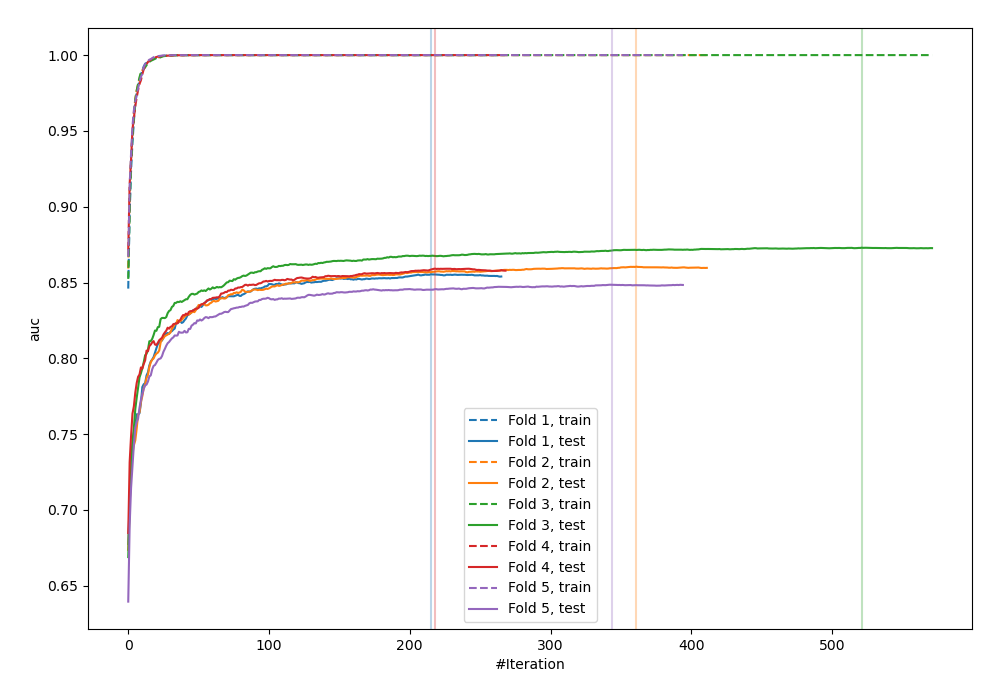 1.00
0.95
0.90
0.85
0.80
0.75
0.70
0.65
auc
Fold 1, train
Fold 1, test
Fold 2, train
Fold 2, test
Fold 3, train
Fold 3, test
Fold 4, train
Fold 4, test
Fold 5, train
Fold 5, test
0 100 200 300 400 500
#Iteration